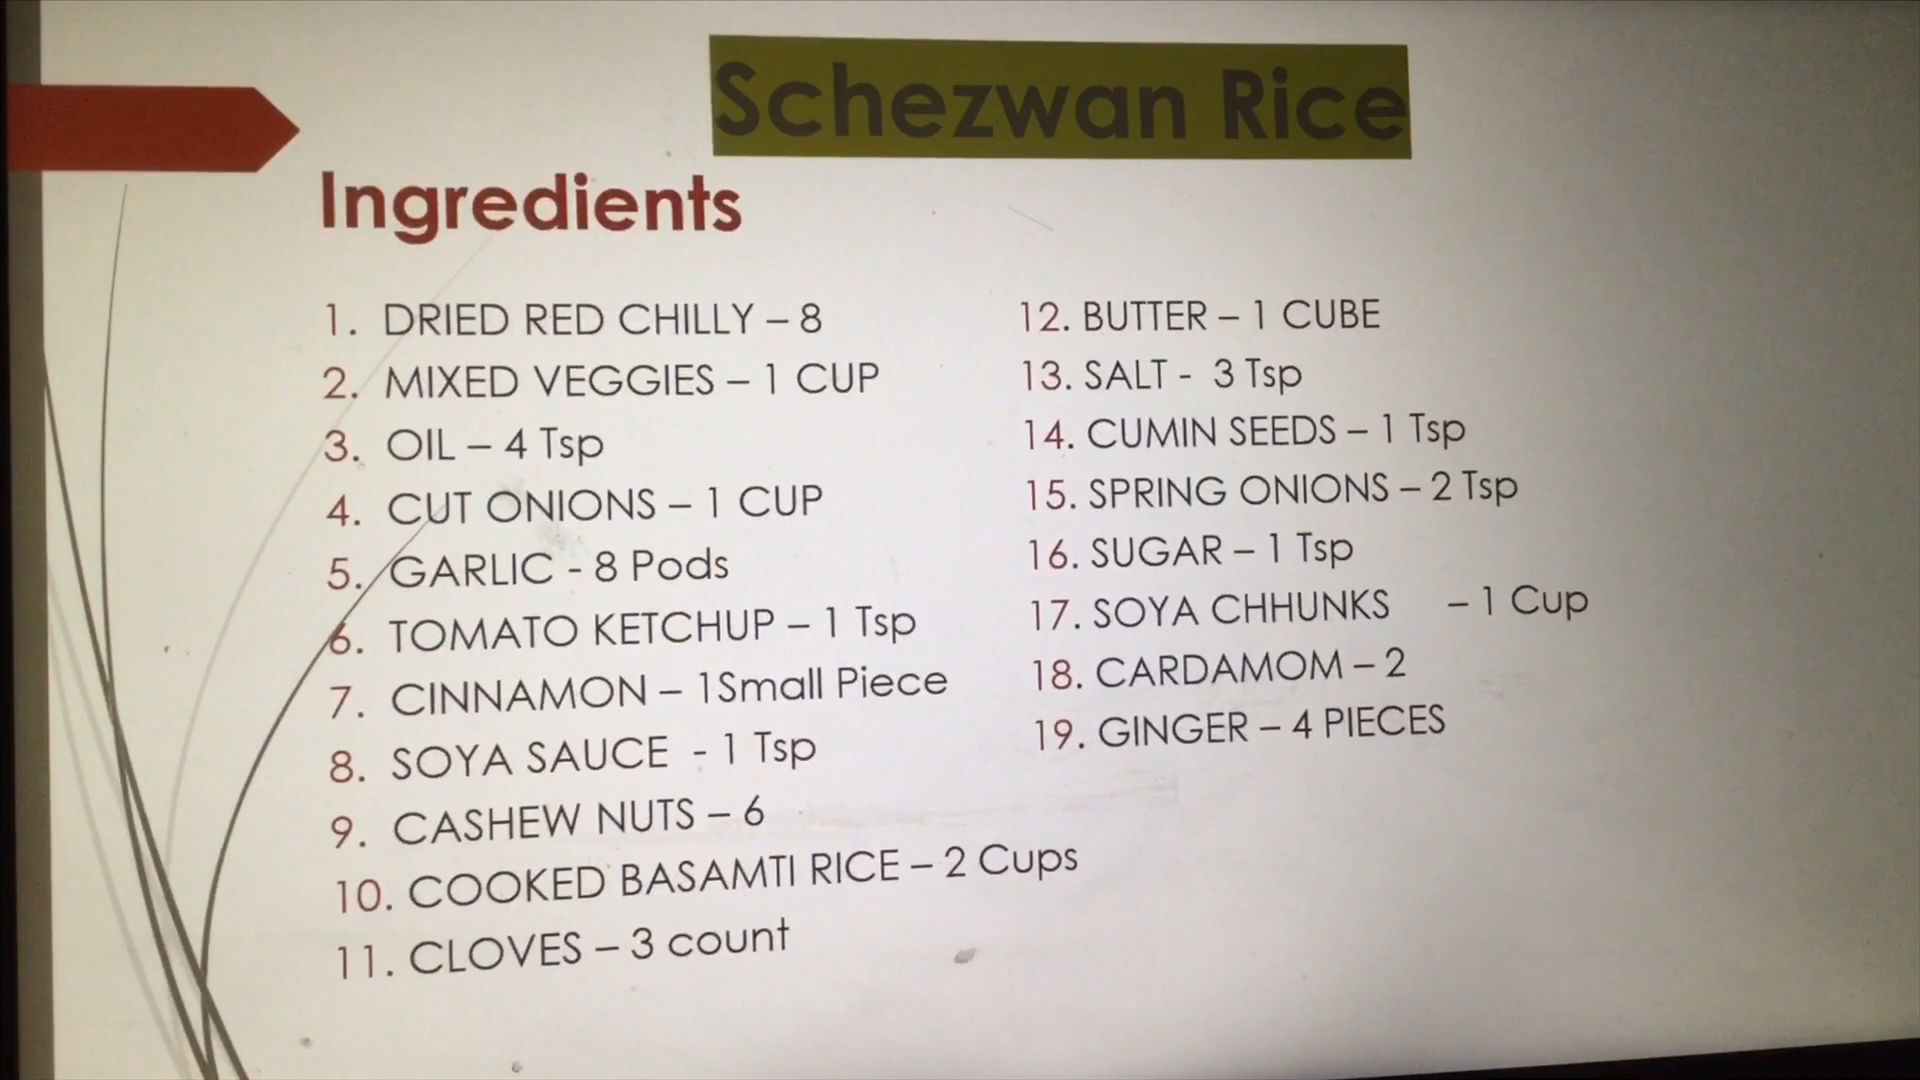 Schezwan Rice
Ingredients
1. DRIED RED CHILLY – 8
2. MIXED VEGGIES – 1 CUP
3. OIL – 4 Tsp
4. CUT ONIONS – 1 CUP
5. GARLIC - 8 Pods
6. TOMATO KETCHUP – 1 Tsp
7. CINNAMON – 1Small Piece
8. SOYA SAUCE - 1 Tsp
9. CASHEW NUTS – 6
10. COOKED BASAMTI RICE – 2 Cups
11. CLOVES – 3 count
12. BUTTER – 1 CUBE
13. SALT - 3 Tsp
14. CUMIN SEEDS – 1 Tsp
15. SPRING ONIONS – 2 Tsp
16. SUGAR – 1 Tsp
17. SOYA CHHUNKS – 1 Cup
18. CARDAMOM – 2
19. GINGER – 4 PIECES